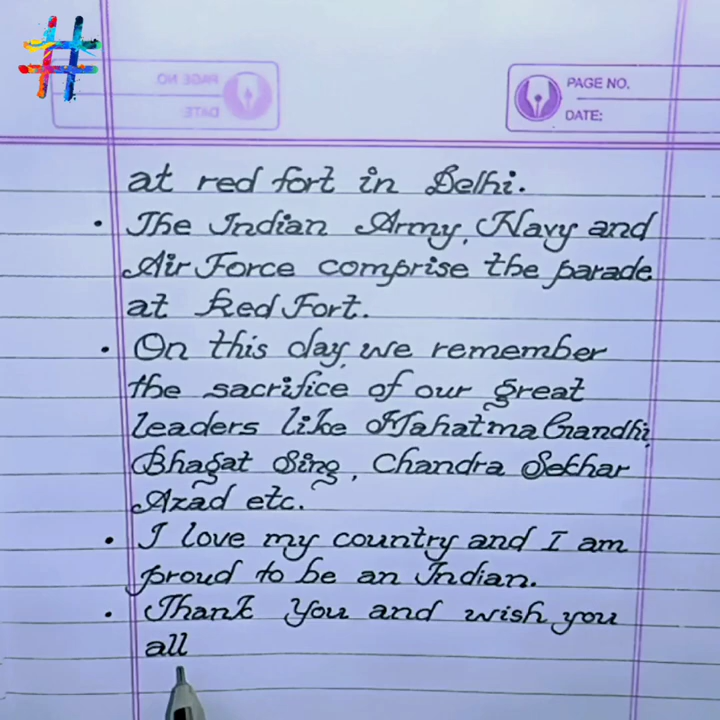 PAGE NO.
DATE:
at red fort in Delhi.
• The Indian Army, Navy and
Air Force comprise the parade
at Red Fort.
• On this day, we remember
the sacrifice of our great
leaders like Mahatma Gandhi,
Bhagat Sing, Chandra Sekhar
Azad etc.
• I love my country and I am
proud to be an Indian.
• Thank You and wish you
all